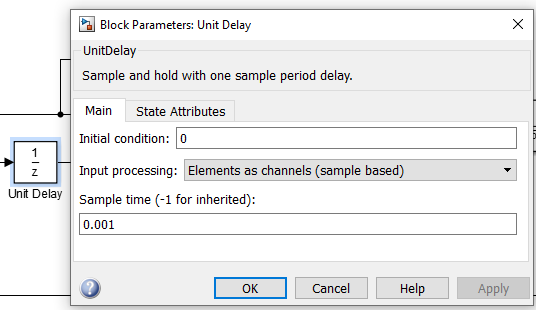 Block Parameters: Unit Delay
UnitDelay
Sample and hold with one sample period delay.
Main State Attributes
Initial condition: 0
Input processing: Elements as channels (sample based)
Sample time (-1 for inherited):
0.001
1
z
Unit Delay
? OK Cancel Help Apply